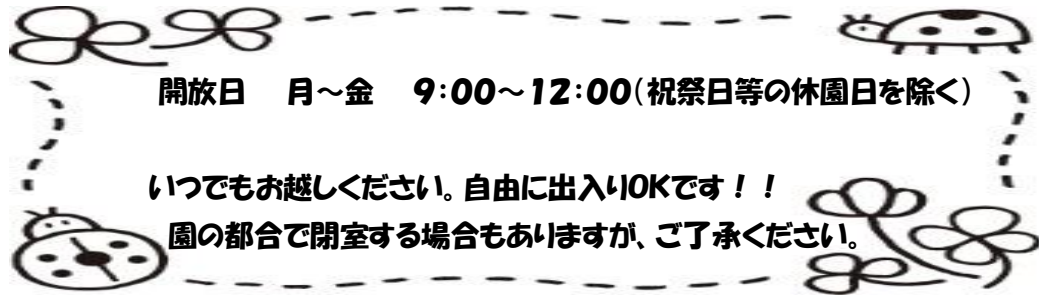 開放日　月～金　9:00～12:00(祝祭日等の休園日を除く)
いつでもお越しください。自由に出入りOKです！！
園の都合で閉室する場合もありますが、ご了承ください。